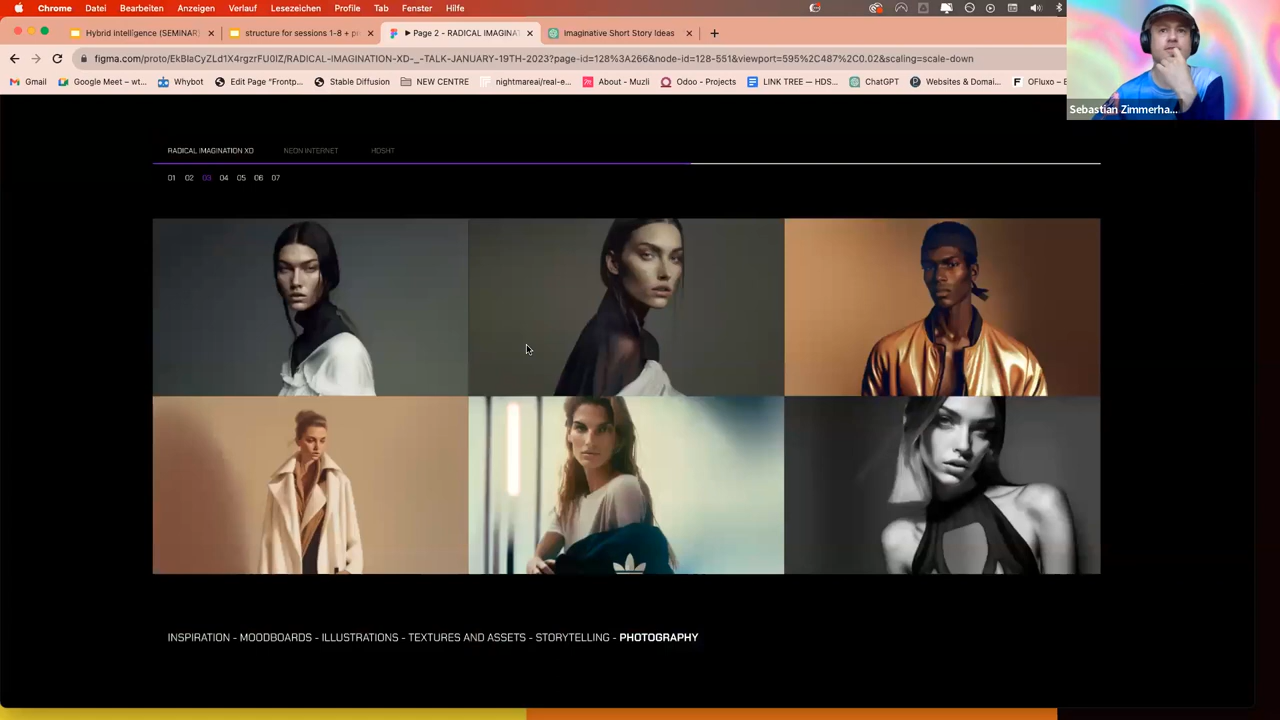 Chrome Datei Bearbeiten Anzeigen Verlauf Lesezeichen Profile Tab Fenster Hilfe
Hybrid intelligence (SEMINAR) structure for sessions 1-8 + pr Page 2 - RADICAL IMAGINAT Imaginative Short Story Ideas
figma.com/proto/EkBlaCyZLd1X4rgzrFU0IZ/RADICAL-IMAGINATION-XD-_-TALK-JANUARY-19TH-2023?page-id=128%3A266&node-id=128-551&viewport=595%2C487%2C0.02&scaling=scale-down
Gmail Google Meet – wt... Whybot Edit Page "Frontp... Stable Diffusion NEW CENTRE nightmareai/real-e... About - Muzli Odoo - Projects LINK TREE — HDS... ChatGPT Websites & Domai... OFluxo —
Sebastian Zimmerha...
RADICAL IMAGINATION XD NEON INTERNET HDSHT
01 02 03 04 05 06 07
INSPIRATION - MOODBOARDS - ILLUSTRATIONS - TEXTURES AND ASSETS - STORYTELLING - PHOTOGRAPHY